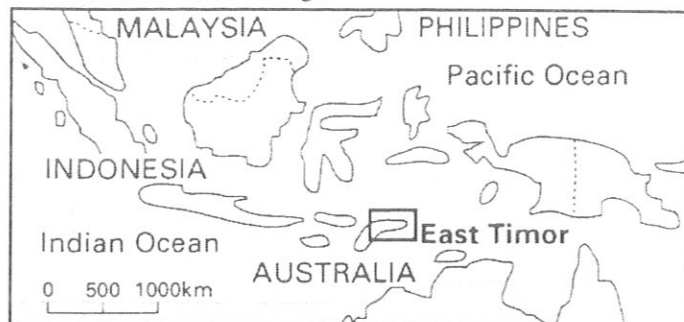 MALAYSIA
PHILIPPINES
Pacific Ocean
INDONESIA
East Timor
Indian Ocean
AUSTRALIA
0 500 1000km